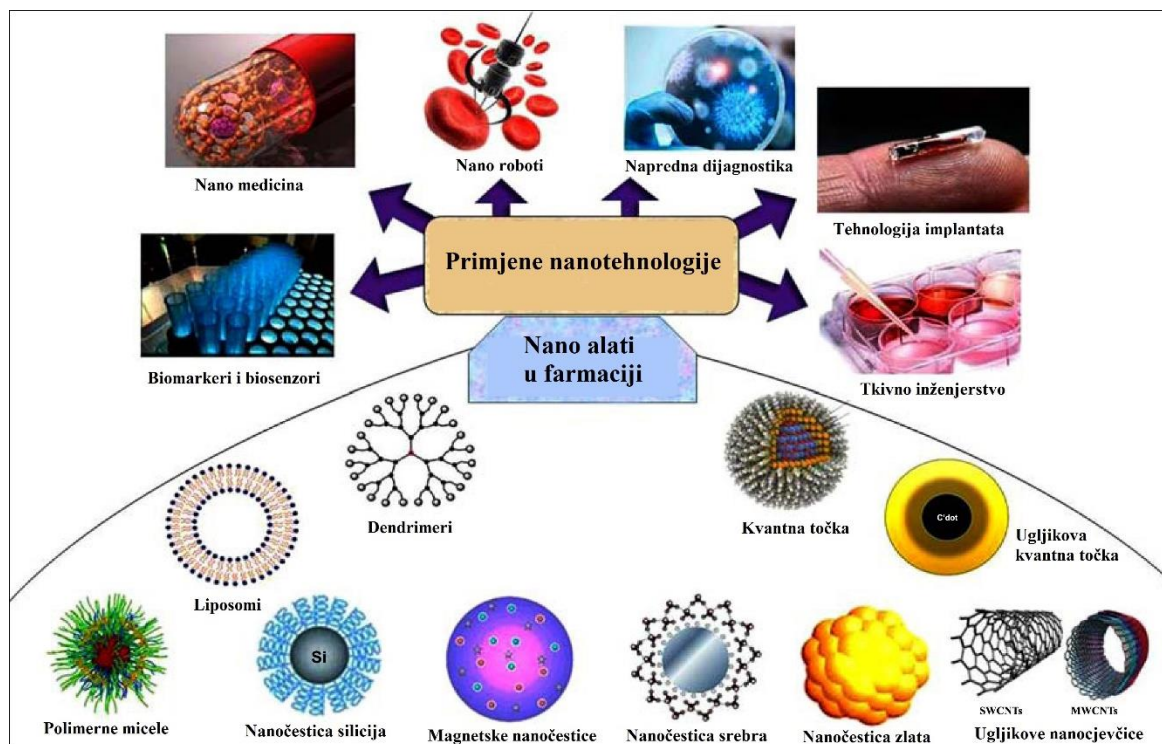 Nano medicina
Nano roboti
Napredna dijagnostika
Tehnologija implantata
Primjene nanotehnologije
Biomarkeri i biosenzori
Nano alati
u farmaciji
Tkivno inženjerstvo
Dendrimeri
Kvantna točka
C'dot
Ugljikova
kvantna točka
Liposomi
Si
SWCNTs
MWCNTs
Polimerne micele
Nanočestica silicija
Magnetske nanočestice
Nanočestica srebra
Nanočestica zlata
Ugljikove nanocjevčice